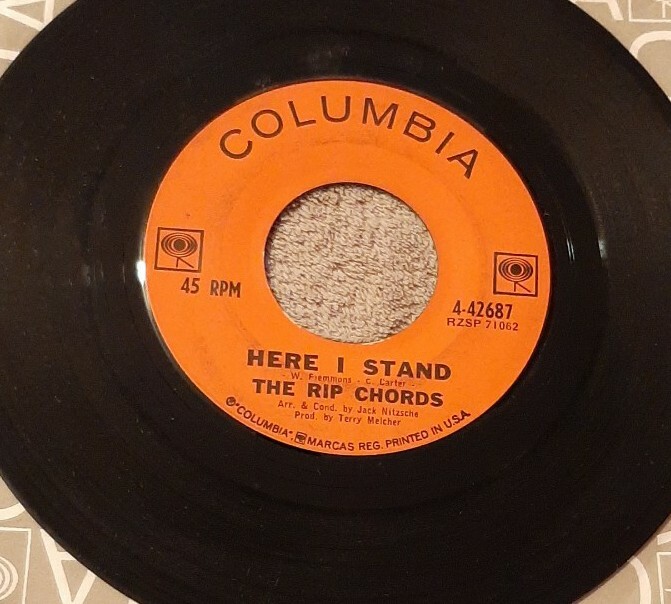 COLUMBIA
45 RPM
4-42687
RZSP 71062
HERE I STAND
- W. Flemmons - C. Carter -
THE RIP CHORDS
Arr. & Cond. by Jack Nitzsche
Prod. by Terry Melcher
"COLUMBIA", MARCAS REG. PRINTED IN U.S.A.